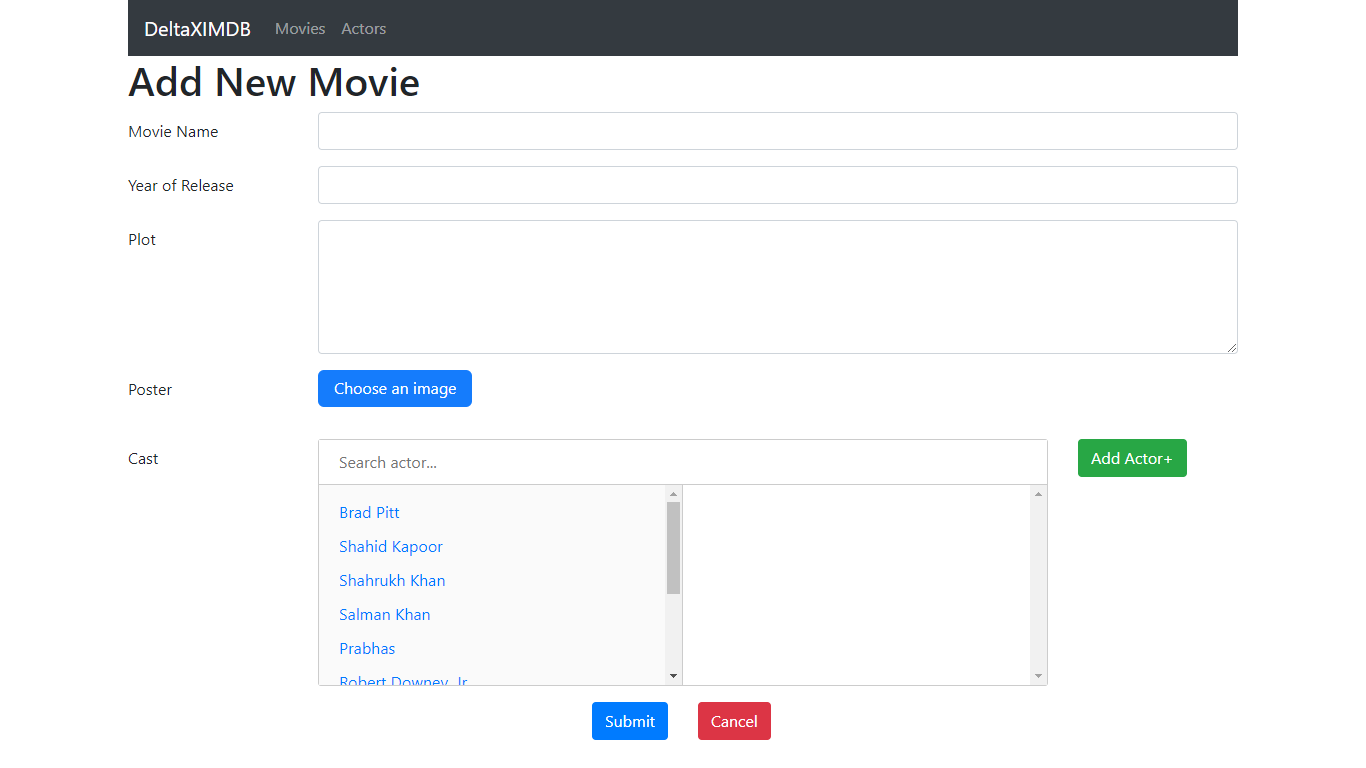 DeltaXIMDB Movies Actors
Add New Movie
Movie Name
Year of Release
Plot
Poster Choose an image
Cast Search actor... Add Actor+
Brad Pitt
Shahid Kapoor
Shahrukh Khan
Salman Khan
Prabhas
Robert Downey, Jr
Submit Cancel